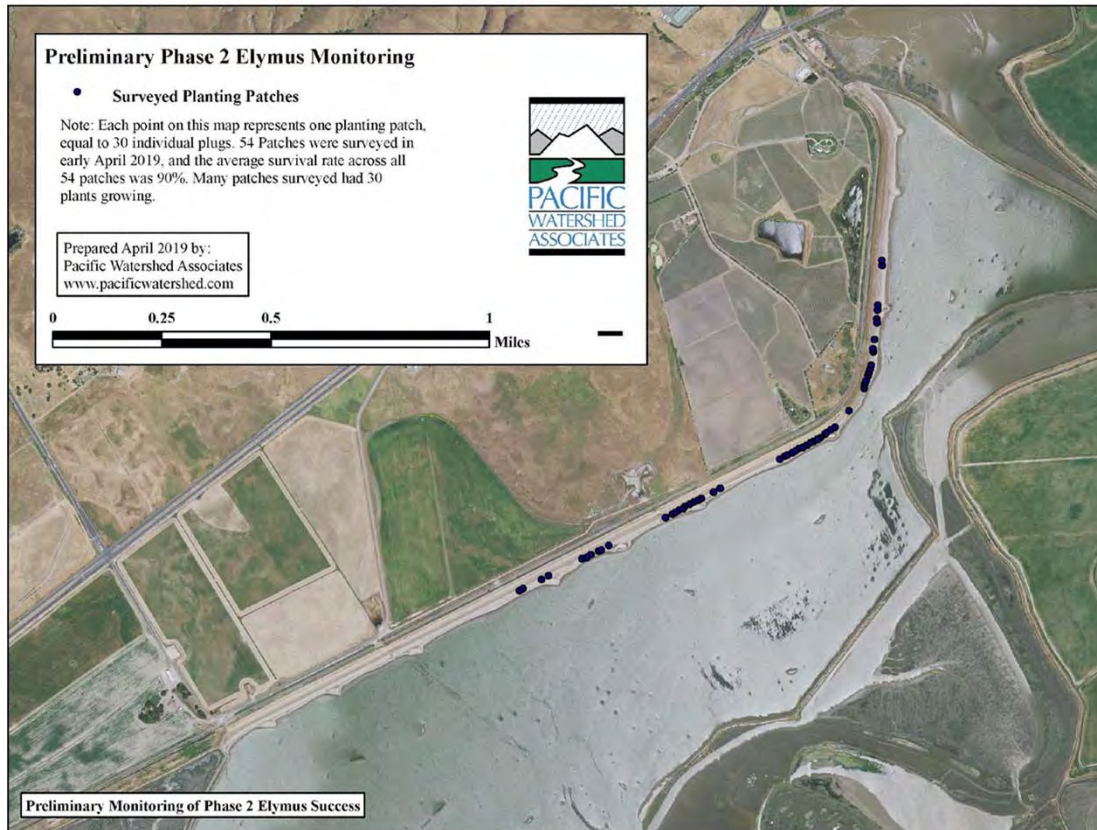 Preliminary Phase 2 Elymus Monitoring
Surveyed Planting Patches
Note: Each point on this map represents one planting patch,
equal to 30 individual plugs. 54 Patches were surveyed in
early April 2019, and the average survival rate across all
54 patches was 90%. Many patches surveyed had 30
plants growing.
PACIFIC
WATERSHED
ASSOCIATES
Prepared April 2019 by:
Pacific Watershed Associates
www.pacificwatershed.com
0 0.25 0.5 1
Miles
Preliminary Monitoring of Phase 2 Elymus Success